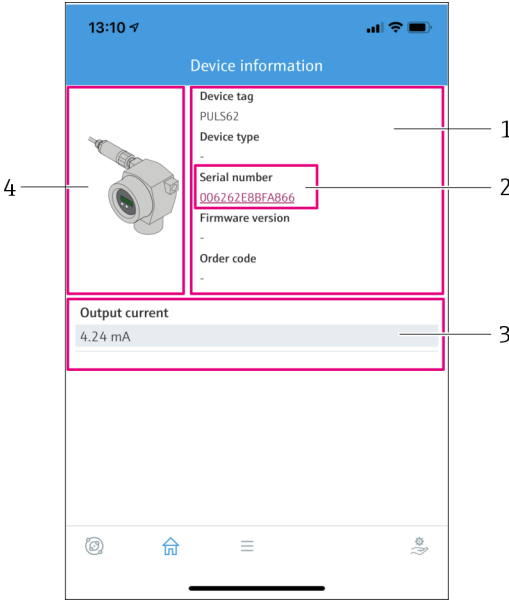 13:10
Device information
Device tag
PULS62
Device type
-
Serial number
006262E8BFA866
Firmware version
-
Order code
-
Output current
4.24 mA
1
2
3
4